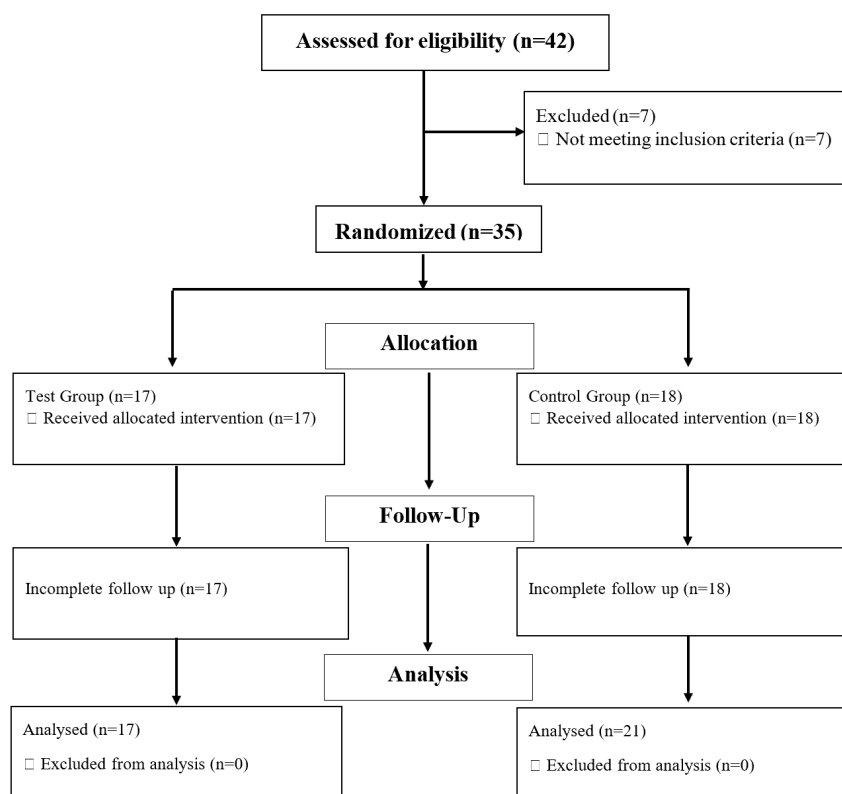 Assessed for eligibility (n=42)
Excluded (n=7)
□ Not meeting inclusion criteria (n=7)
Randomized (n=35)
Allocation
Test Group (n=17)
□ Received allocated intervention (n=17)
Control Group (n=18)
□ Received allocated intervention (n=18)
Follow-Up
Incomplete follow up (n=17)
Incomplete follow up (n=18)
Analysis
Analysed (n=17)
□ Excluded from analysis (n=0)
Analysed (n=21)
□ Excluded from analysis (n=0)